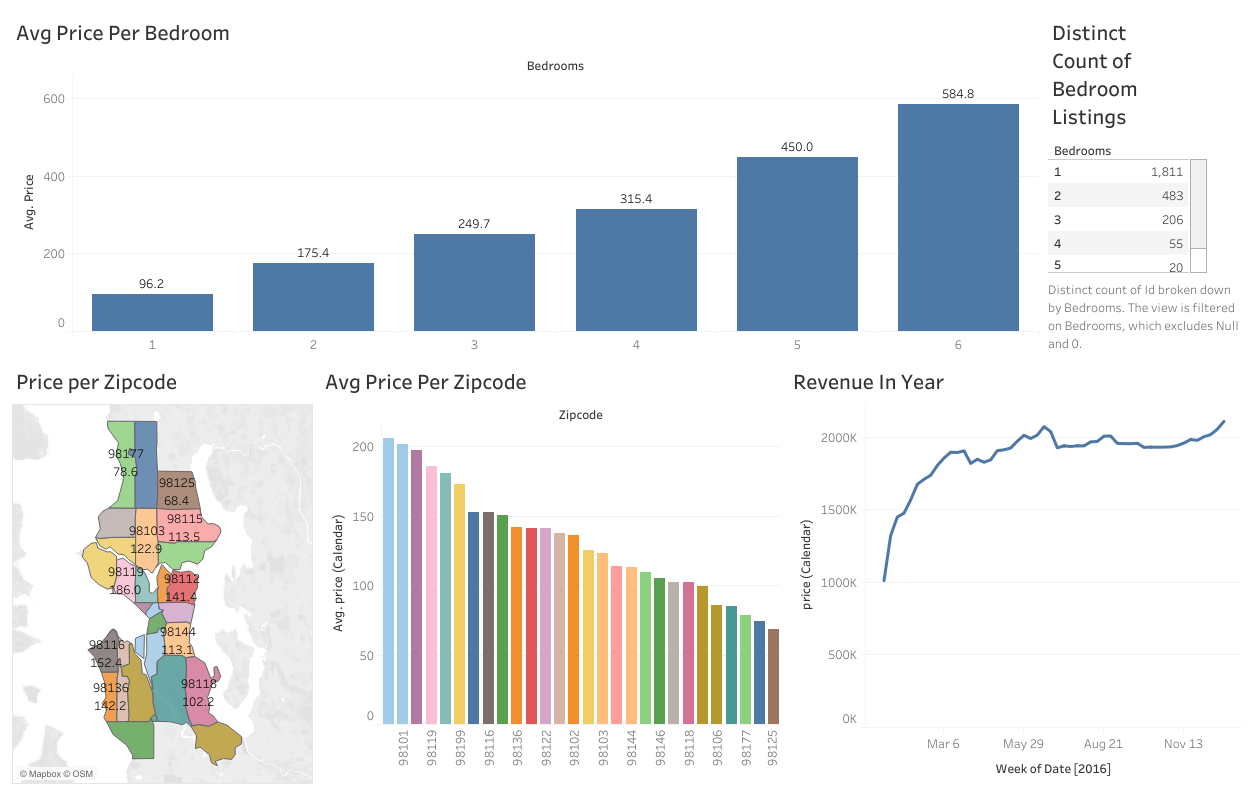 Avg Price Per Bedroom
Bedrooms
Avg. Price
600
400
200
0
96.2
175.4
249.7
315.4
450.0
584.8
1
2
3
4
5
6
Distinct
Count of
Bedroom
Listings
Bedrooms
1 1,811
2 483
3 206
4 55
5 20
Distinct count of Id broken down
by Bedrooms. The view is filtered
on Bedrooms, which excludes Null
and 0.
Price per Zipcode
98177
78.6
98125
68.4
98115
113.5
98103
122.9
98119
186.0
98112
141.4
98144
113.1
98116
152.4
98136
142.2
98118
102.2
© Mapbox © OSM
Avg Price Per Zipcode
Zipcode
Avg. price (Calendar)
200
150
100
50
0
98101
98119
98199
98116
98136
98122
98102
98103
98144
98146
98118
98106
98177
98125
Revenue In Year
price (Calendar)
2000K
1500K
1000K
500K
0K
Mar 6
May 29
Aug 21
Nov 13
Week of Date [2016]